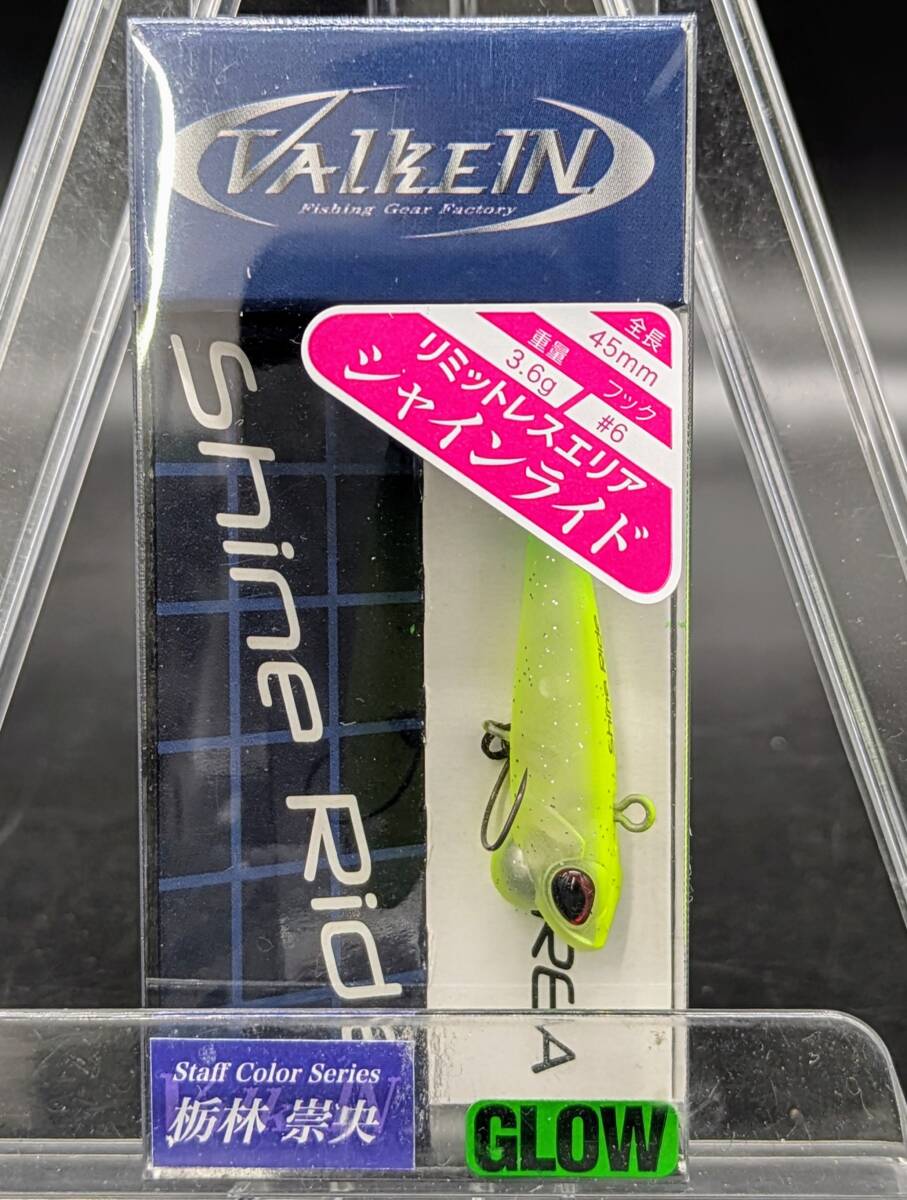 ValkeIN
Fishing Gear Factory
全長
45mm
重量
3.6g
フック
#6
リミットレスエリア
シャインライド
Shine Ride
Shine Ride
REA
Staff Color Series
栃林 崇央
GLOW